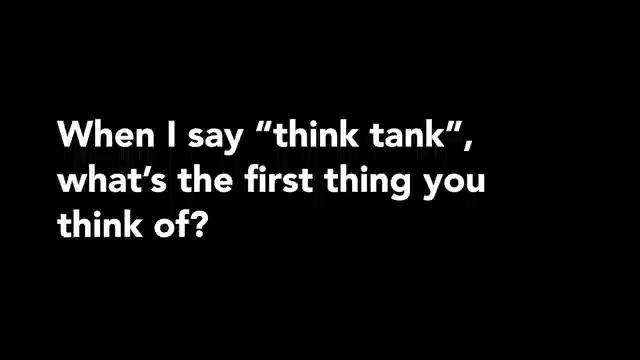 When I say “think tank”,
what’s the first thing you
think of?